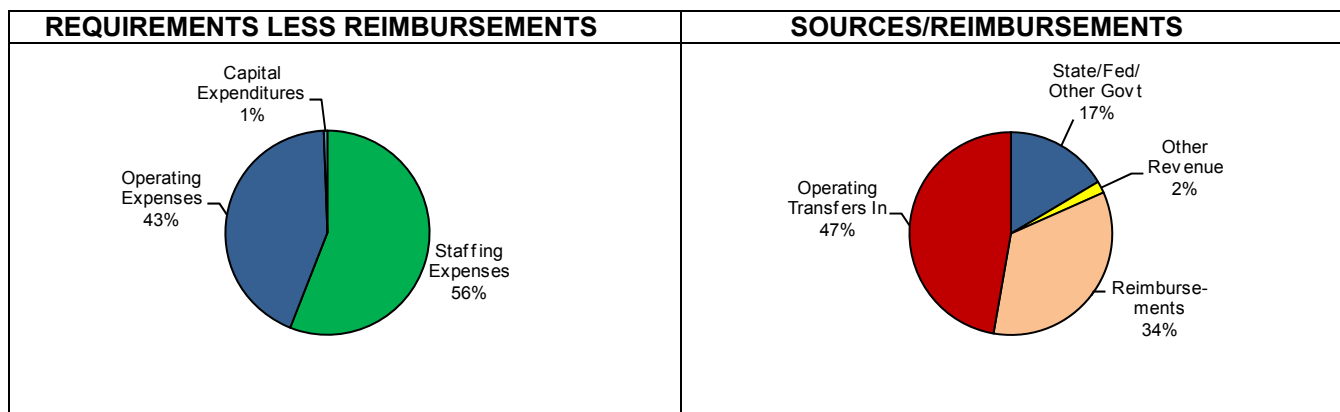 REQUIREMENTS LESS REIMBURSEMENTS
Capital
Expenditures
1%
Operating
Expenses
43%
Staffing
Expenses
56%
SOURCES/REIMBURSEMENTS
State/Fed/
Other Govt
17%
Other
Revenue
2%
Operating
Transfers In
47%
Reimburse-
ments
34%